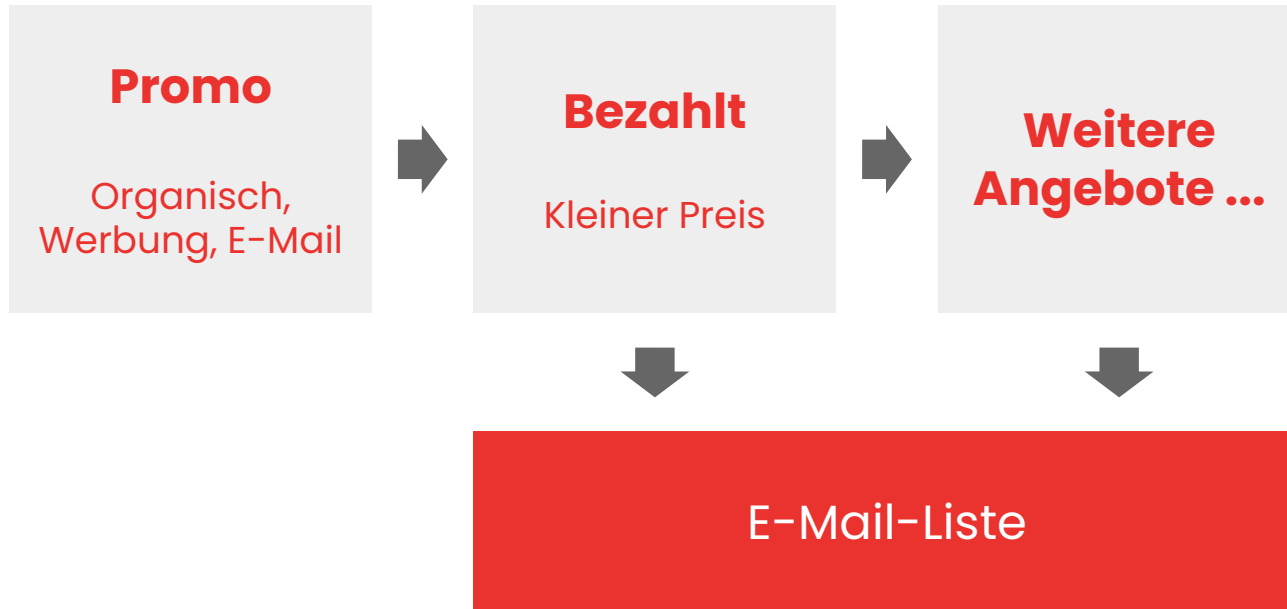 Promo
Organisch,
Werbung, E-Mail
Bezahlt
Kleiner Preis
Weitere
Angebote ...
E-Mail-Liste